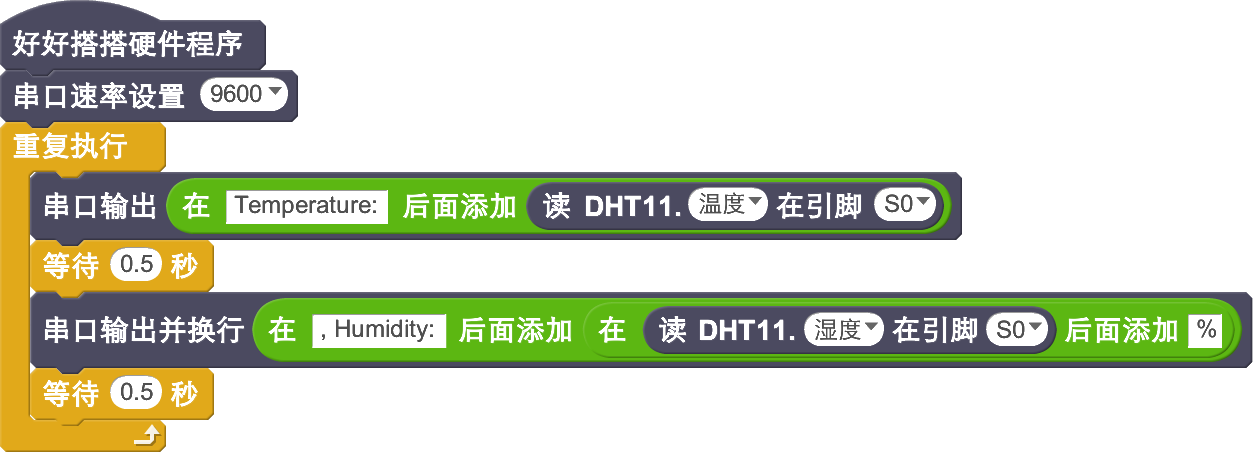 好好搭搭硬件程序
串口速率设置 9600
重复执行
串口输出 在 Temperature: 后面添加 读 DHT11. 温度 在引脚 S0
等待 0.5 秒
串口输出并换行 在 , Humidity: 后面添加 在 读 DHT11. 湿度 在引脚 S0 后面添加 %
等待 0.5 秒